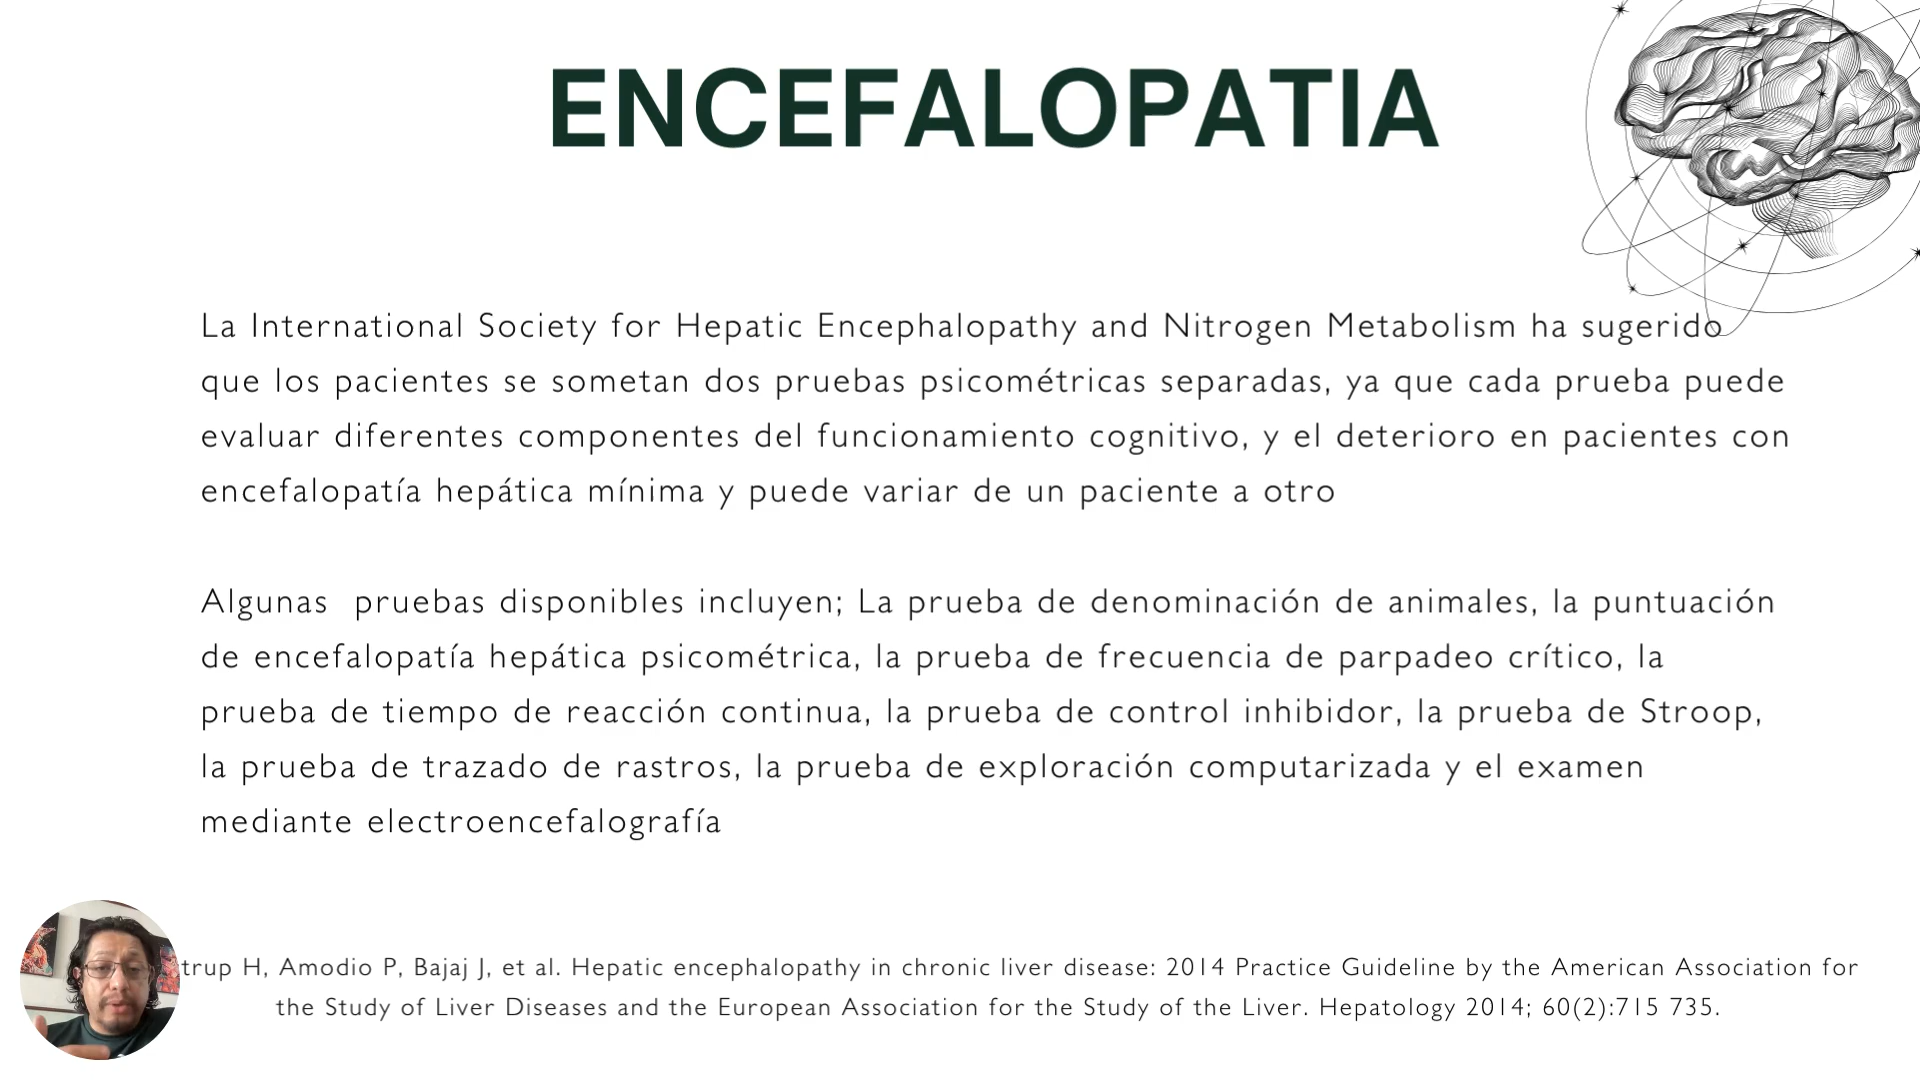 ENCEFALOPATIA
La International Society for Hepatic Encephalopathy and Nitrogen Metabolism ha sugerido
que los pacientes se sometan dos pruebas psicométricas separadas, ya que cada prueba puede
evaluar diferentes componentes del funcionamiento cognitivo, y el deterioro en pacientes con
encefalopatía hepática mínima y puede variar de un paciente a otro
Algunas pruebas disponibles incluyen; La prueba de denominación de animales, la puntuación
de encefalopatía hepática psicométrica, la prueba de frecuencia de parpadeo crítico, la
prueba de tiempo de reacción continua, la prueba de control inhibidor, la prueba de Stroop,
la prueba de trazado de rastros, la prueba de exploración computarizada y el examen
mediante electroencefalografía
H, Amodio P, Bajaj J, et al. Hepatic encephalopathy in chronic liver disease: 2014 Practice Guideline by the American Association for
the Study of Liver Diseases and the European Association for the Study of the Liver. Hepatology 2014; 60(2):715 735.